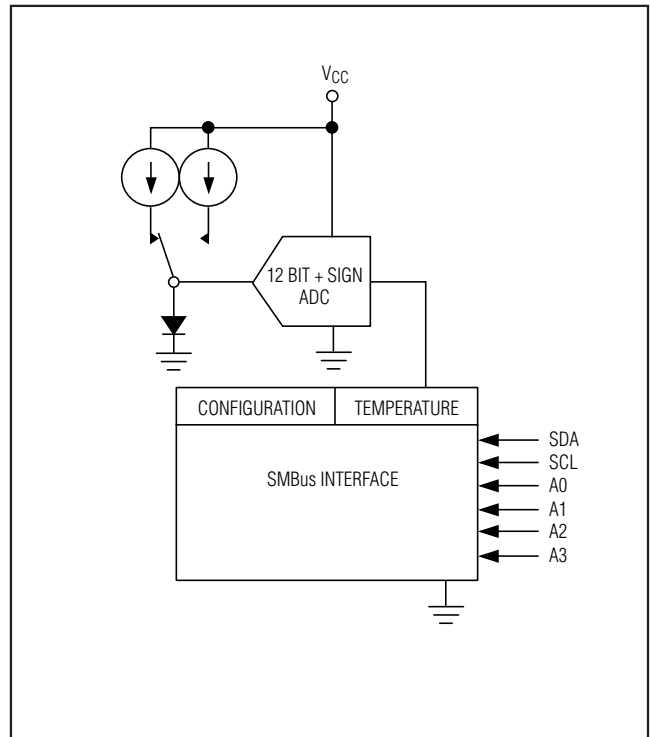 VCC
12 BIT + SIGN
ADC
CONFIGURATION
TEMPERATURE
SMBus INTERFACE
SDA
SCL
A0
A1
A2
A3